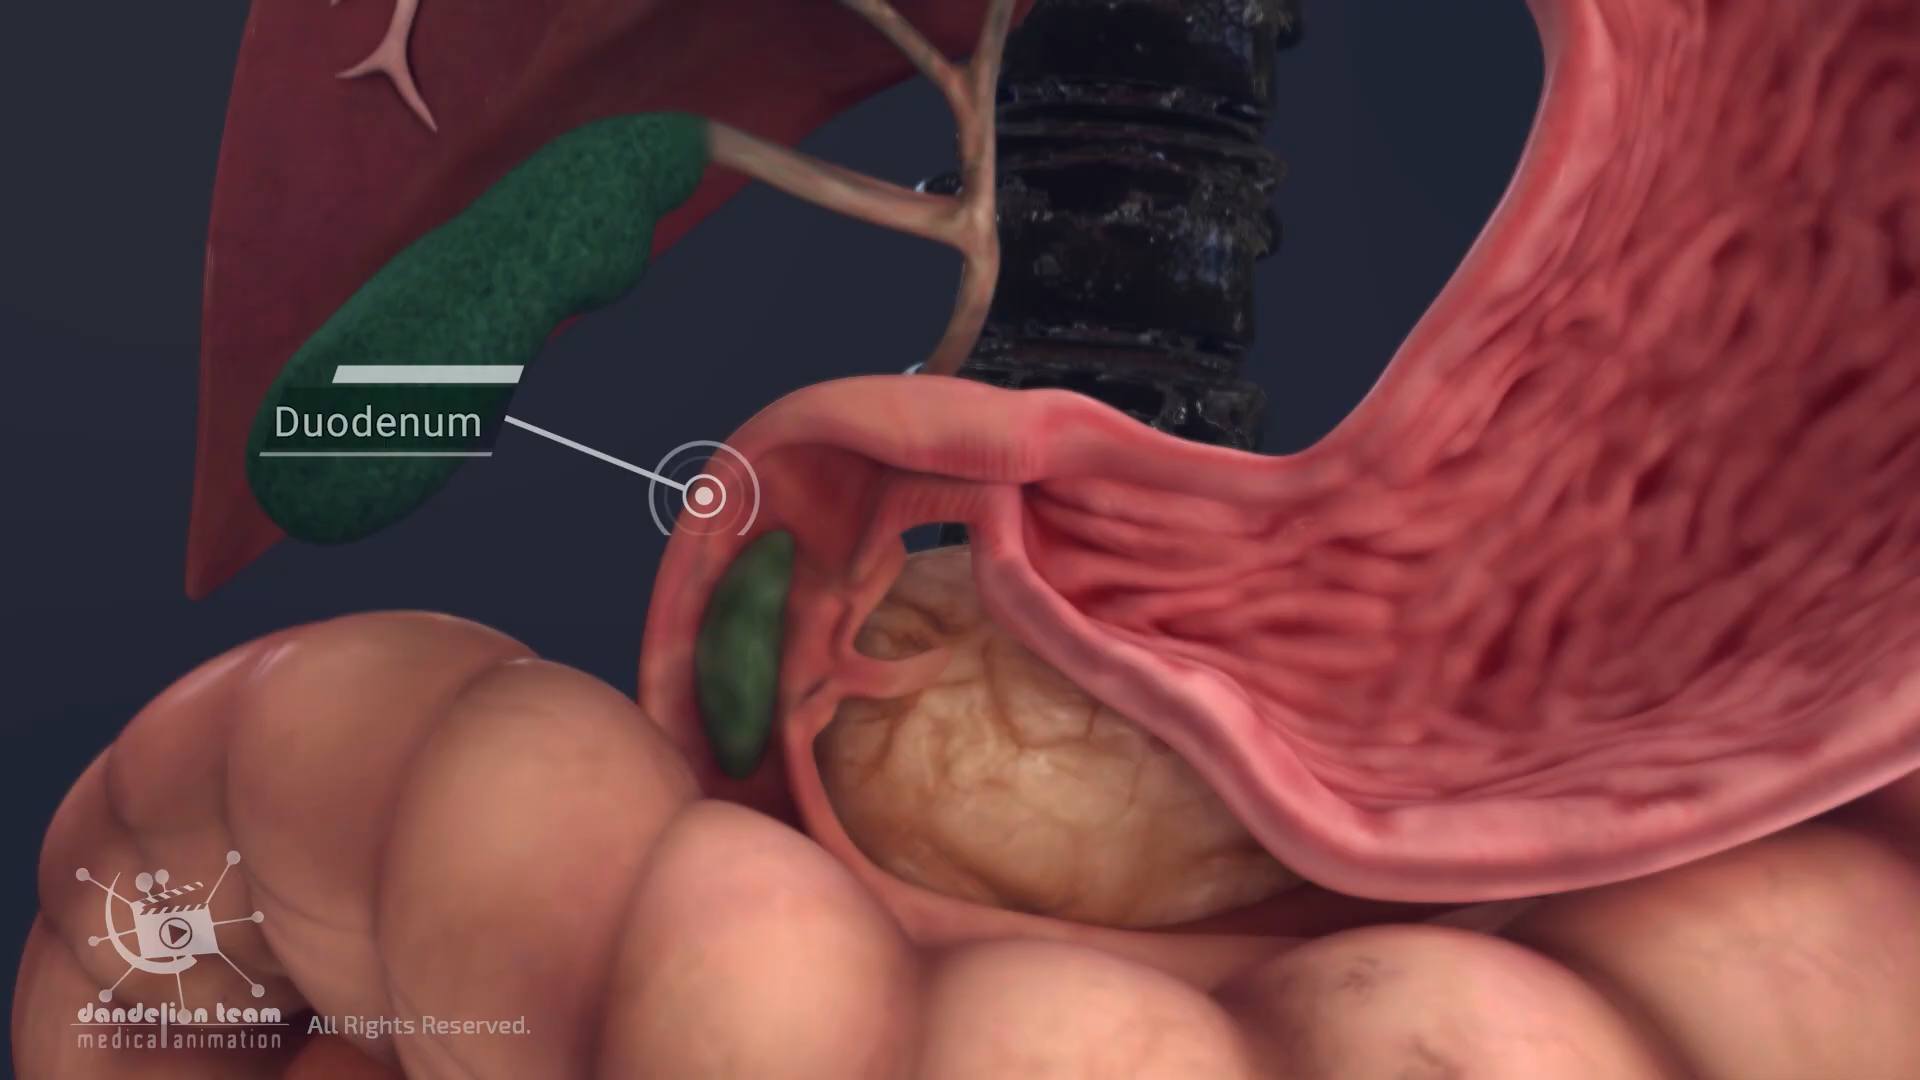 Duodenum
dandelion team
medical animation
All Rights Reserved.